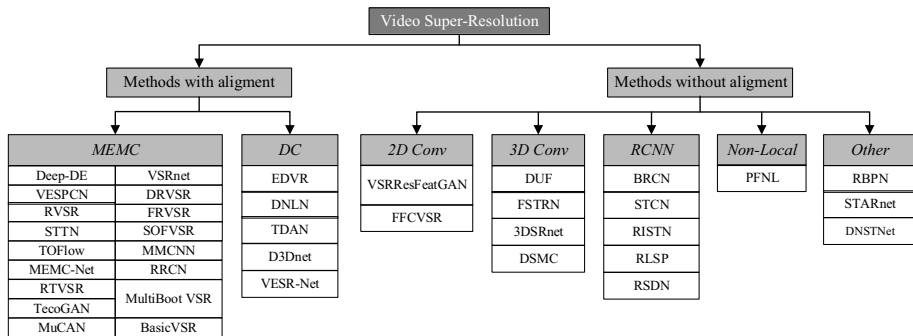 Video Super-Resolution
Methods with aligment
Methods without aligment
MEMC
Deep-DE
VSRnet
VESPCN
DRVSR
RVSR
FRVSR
STTN
SOFVSR
TOFlow
MMCNN
MEMC-Net
RRCN
RTVSR
MultiBoot VSR
TecoGAN
MuCAN
BasicVSR
DC
EDVR
DNLN
TDAN
D3Dnet
VESR-Net
2D Conv
VSRResFeatGAN
FFCVSR
3D Conv
DUF
FSTRN
3DSRnet
DSMC
RCNN
BRCN
STCN
RISTN
RLSP
RSDN
Non-Local
PFNL
Other
RBPN
STARnet
DNSTNet